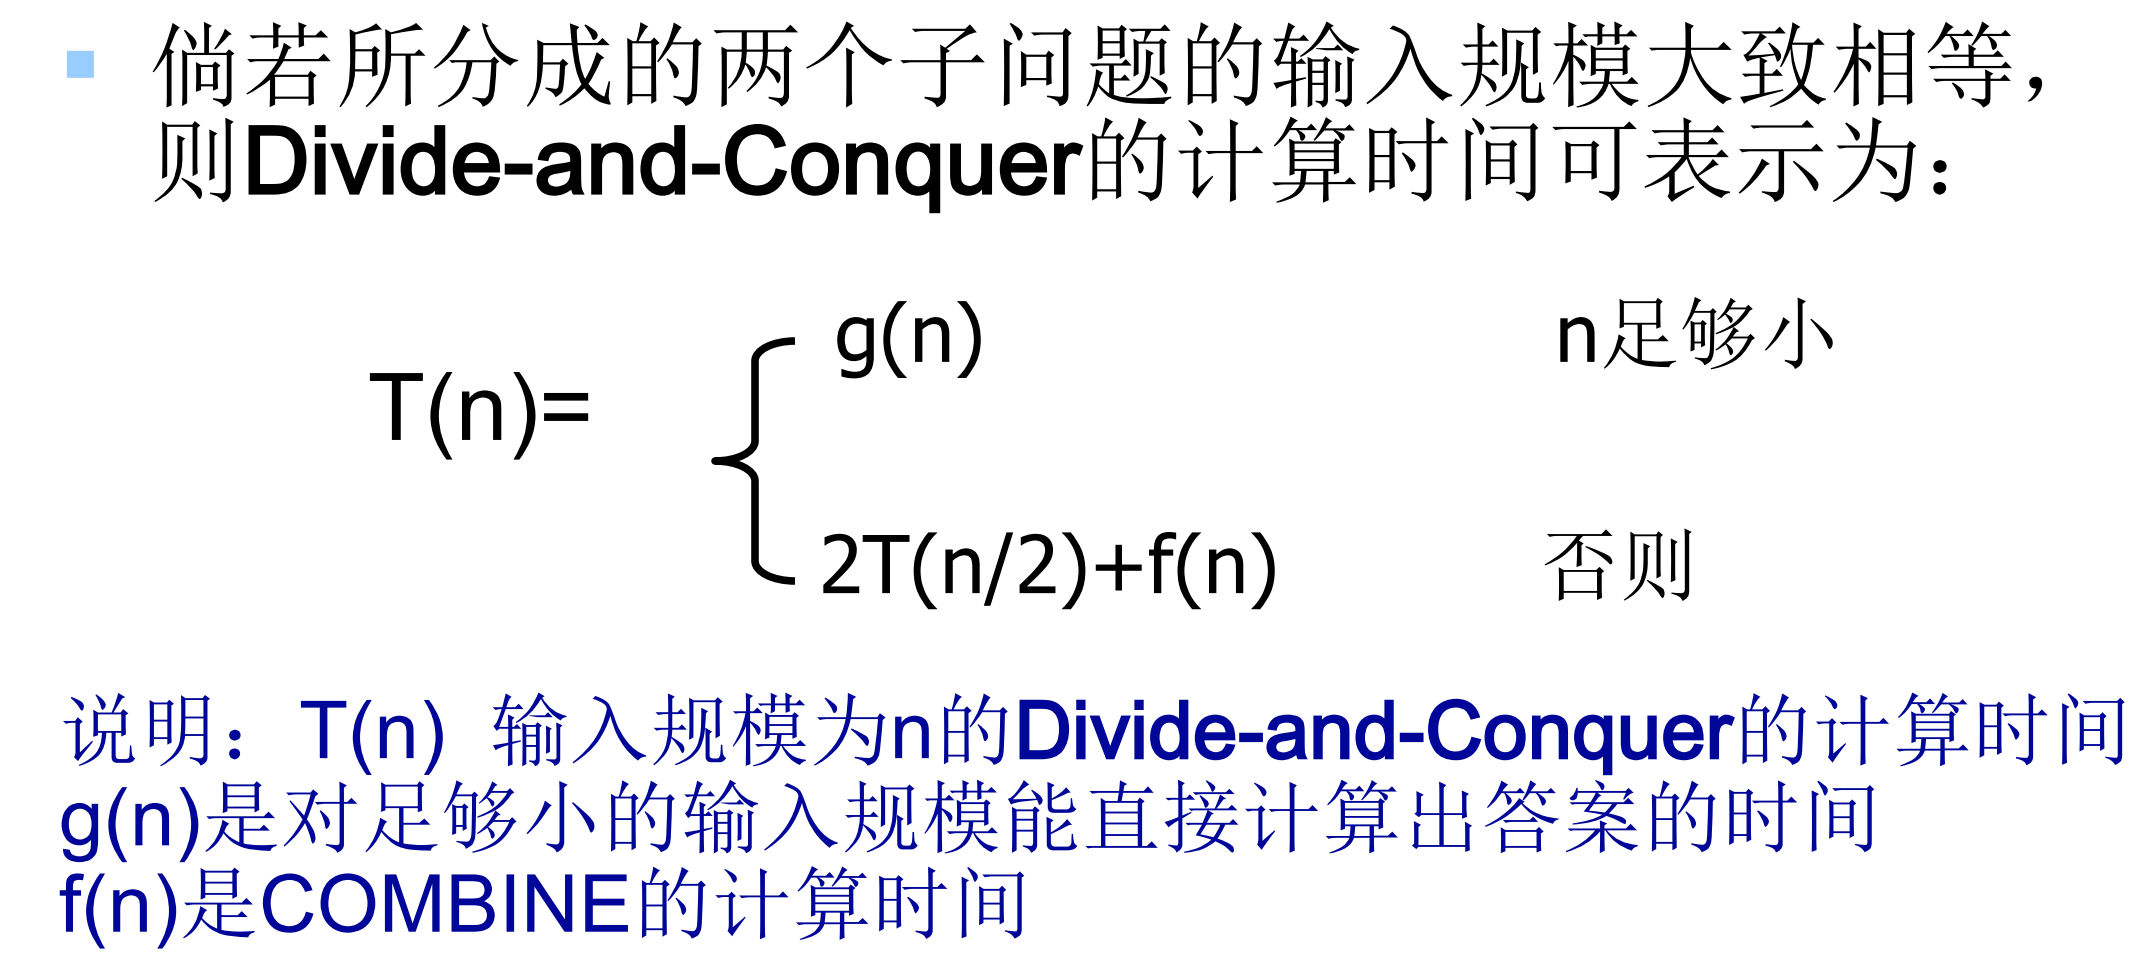 倘若所分成的两个子问题的输入规模大致相等，
则Divide-and-Conquer的计算时间可表示为：
g(n) n足够小
T(n)=
2T(n/2)+f(n) 否则
说明：T(n) 输入规模为n的Divide-and-Conquer的计算时间
g(n)是对足够小的输入规模能直接计算出答案的时间
f(n)是COMBINE的计算时间